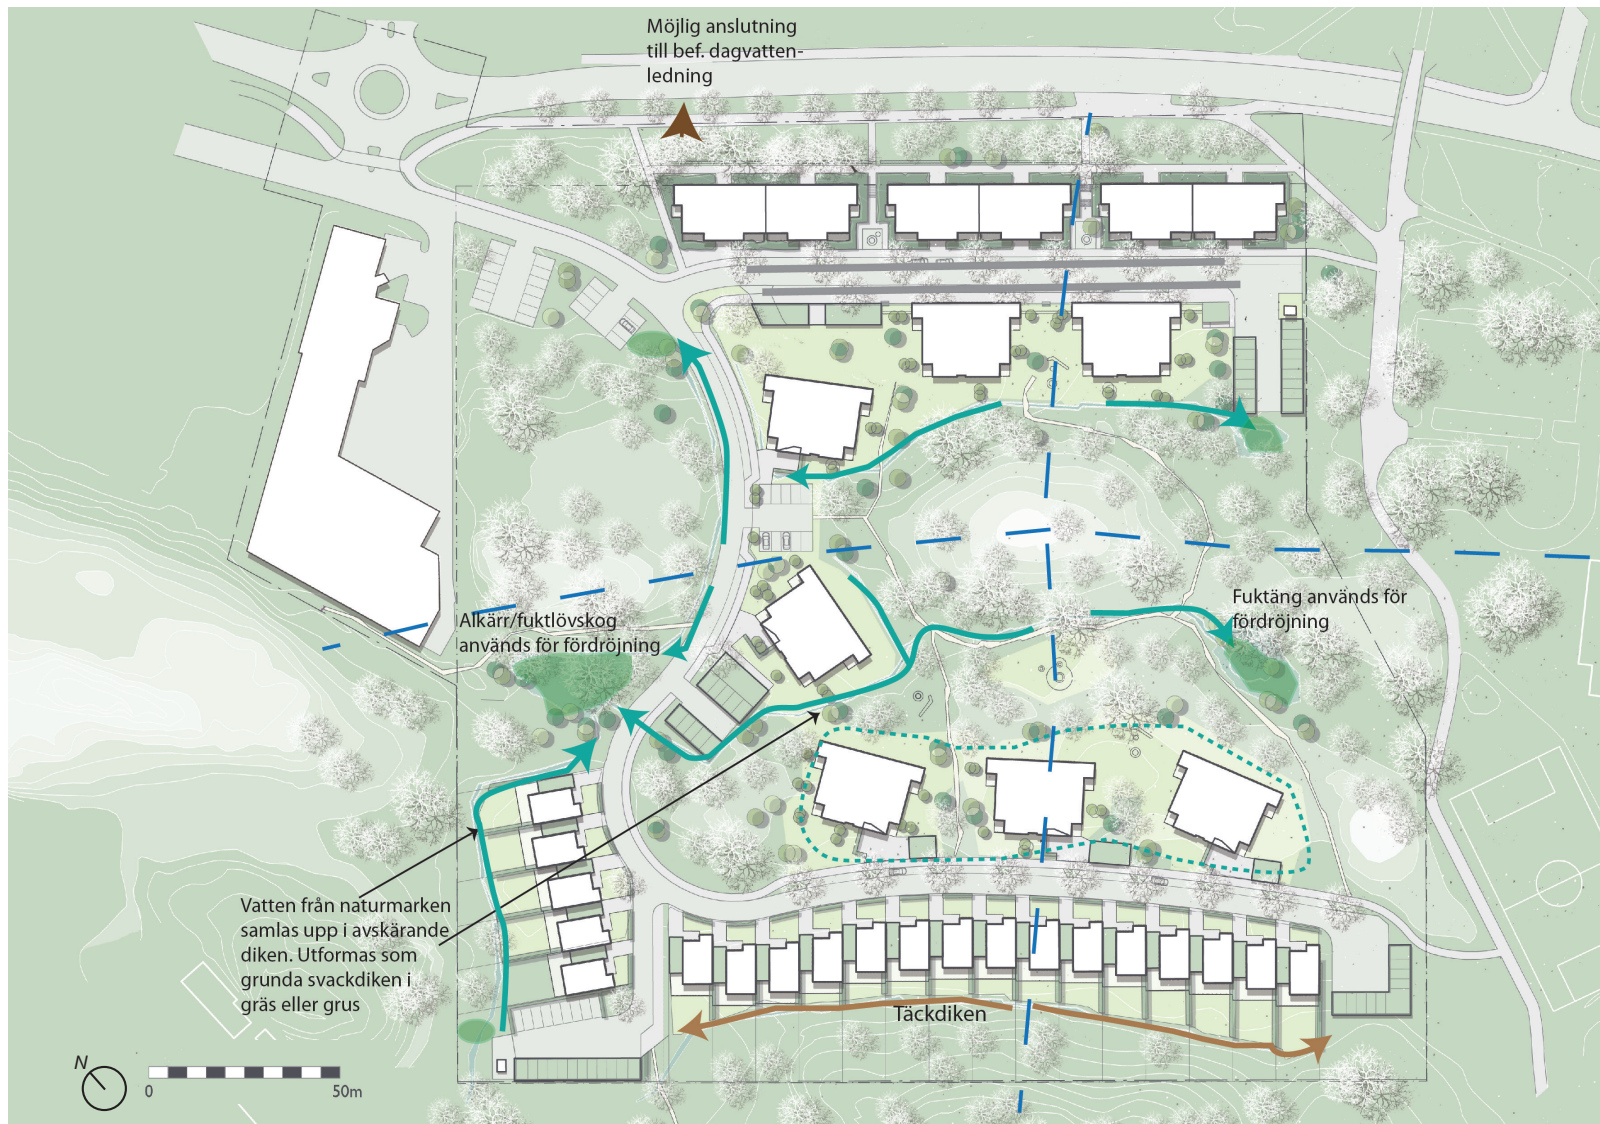 Möjlig anslutning
till bef. dagvatten-
ledning
Alkärr/fuktlövskog
används för fördröjning
Fuktäng används för
fördröjning
Vatten från naturmarken
samlas upp i avskärande
diken. Utformas som
grunda svackdiken i
gräs eller grus
Täckdiken
N
0 50m